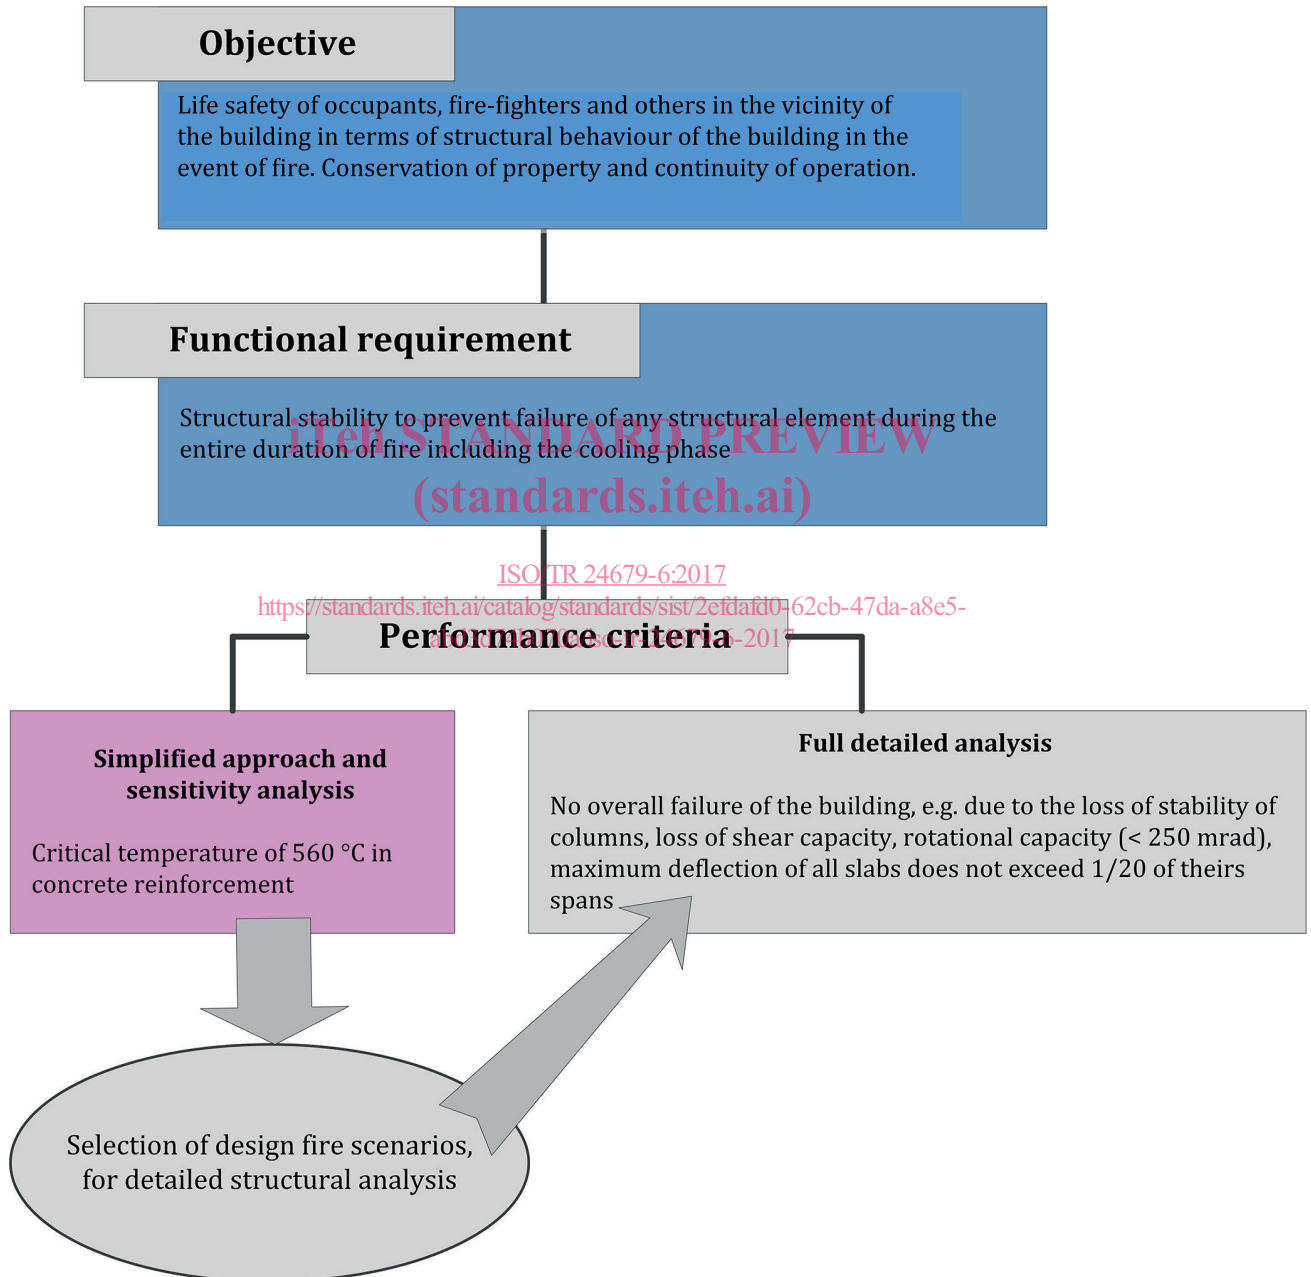 Objective
Life safety of occupants, fire-fighters and others in the vicinity of
the building in terms of structural behaviour of the building in the
event of fire. Conservation of property and continuity of operation.
Functional requirement
Structural stability to prevent failure of any structural element during the
entire duration of fire including the cooling phase
iTeh STANDARD PREVIEW
(standards.iteh.ai)
ISO/TR 24679-6:2017
https://standards.iteh.ai/catalog/standards/sist/2efdafd0-62cb-47da-a8e5-
Performance criteria
Simplified approach and
sensitivity analysis
Critical temperature of 560 °C in
concrete reinforcement
Full detailed analysis
No overall failure of the building, e.g. due to the loss of stability of
columns, loss of shear capacity, rotational capacity (< 250 mrad),
maximum deflection of all slabs does not exceed 1/20 of theirs
spans
Selection of design fire scenarios,
for detailed structural analysis